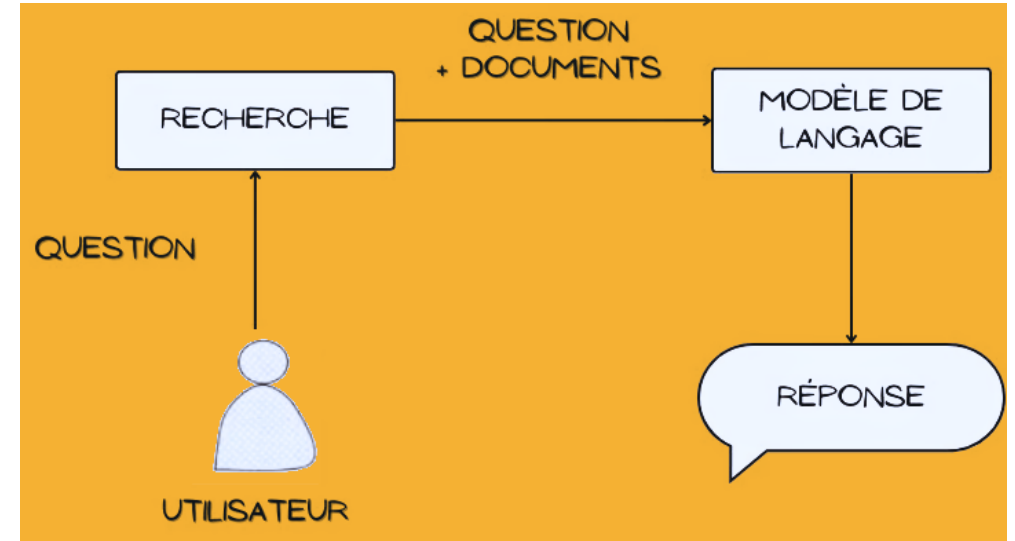 QUESTION
+ DOCUMENTS
RECHERCHE
MODÈLE DE
LANGAGE
QUESTION
RÉPONSE
UTILISATEUR